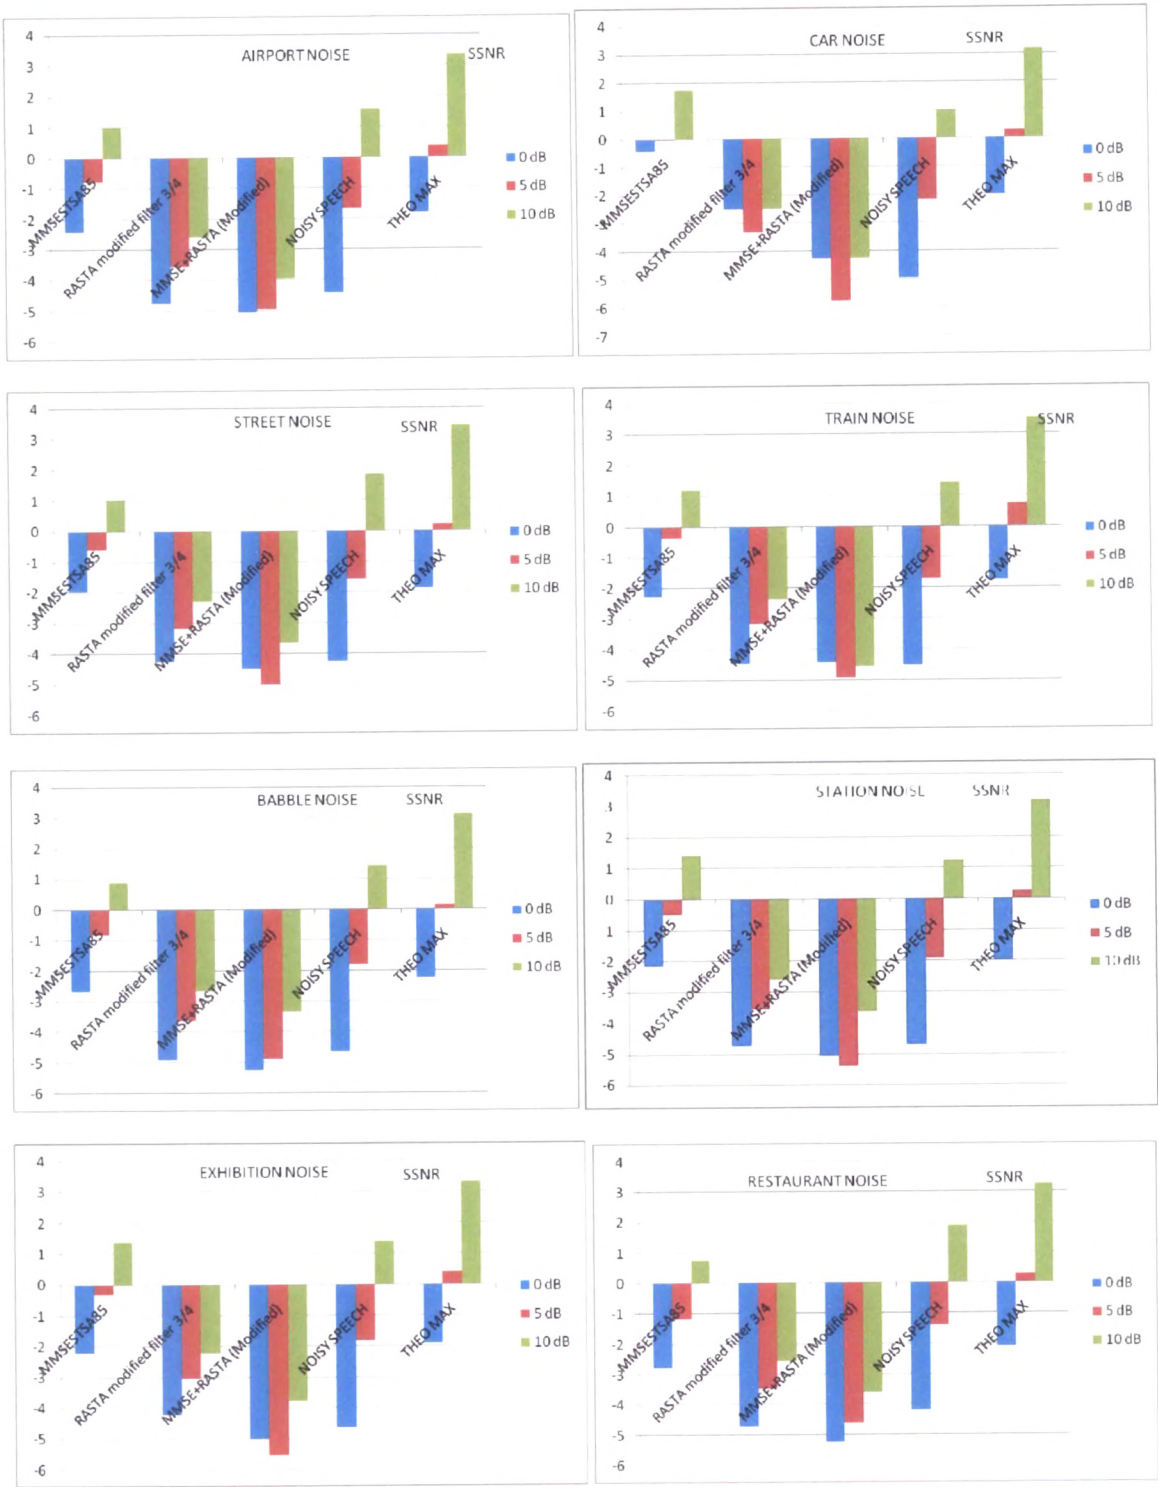 AIRPORT NOISE SSNR
4
3
2
1
0
-1
-2
-3
-4
-5
-6
MMSESTSA85
RASTA modified filter 3/4
MMSE+RASTA (Modified)
NOISY SPEECH
THEO MAX
0 dB
5 dB
10 dB
CAR NOISE SSNR
4
3
2
1
0
-1
-2
-3
-4
-5
-6
-7
MMSESTSA85
RASTA modified filter 3/4
MMSE+RASTA (Modified)
NOISY SPEECH
THEO MAX
0 dB
5 dB
10 dB
STREET NOISE SSNR
4
3
2
1
0
-1
-2
-3
-4
-5
-6
MMSESTSA85
RASTA modified filter 3/4
MMSE+RASTA (Modified)
NOISY SPEECH
THEO MAX
0 dB
5 dB
10 dB
TRAIN NOISE SSNR
4
3
2
1
0
-1
-2
-3
-4
-5
-6
MMSESTSA85
RASTA modified filter 3/4
MMSE+RASTA (Modified)
NOISY SPEECH
THEO MAX
0 dB
5 dB
10 dB
BABBLE NOISE SSNR
4
3
2
1
0
-1
-2
-3
-4
-5
-6
MMSESTSA85
RASTA modified filter 3/4
MMSE+RASTA (Modified)
NOISY SPEECH
THEO MAX
0 dB
5 dB
10 dB
STATION NOISE SSNR
4
3
2
1
0
1
-2
-3
-4
-5
-6
MMSESTSA85
RASTA modified filter 3/4
MMSE+RASTA (Modified)
NOISY SPEECH
THEO MAX
0 dB
5 dB
10 dB
EXHIBITION NOISE SSNR
4
3
2
1
0
-1
-2
-3
-4
-5
-6
MMSESTSA85
RASTA modified filter 3/4
MMSE+RASTA (Modified)
NOISY SPEECH
THEO MAX
0 dB
5 dB
10 dB
RESTAURANT NOISE SSNR
4
3
2
1
0
-1
-2
-3
-4
-5
-6
MMSESTSA85
RASTA modified filter 3/4
MMSE+RASTA (Modified)
NOISY SPEECH
THEO MAX
0 dB
5 dB
10 dB